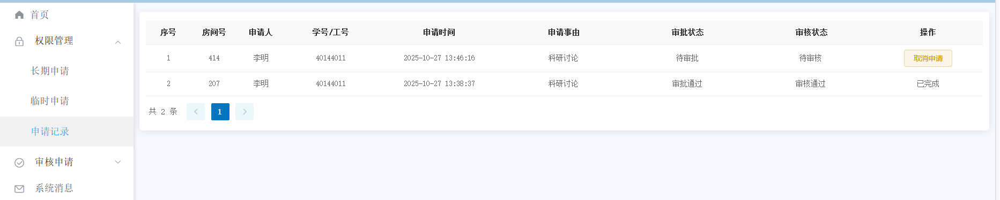 首页
权限管理
长期申请
临时申请
申请记录
审核申请
系统消息
序号 房间号 申请人 学号/工号 申请时间 申请事由 审批状态 审核状态 操作
1 414 李明 40144011 2025-10-27 13:46:16 科研讨论 待审批 待审核 取消申请
2 207 李明 40144011 2025-10-27 13:38:37 科研讨论 审批通过 审核通过 已完成
共 2 条 1